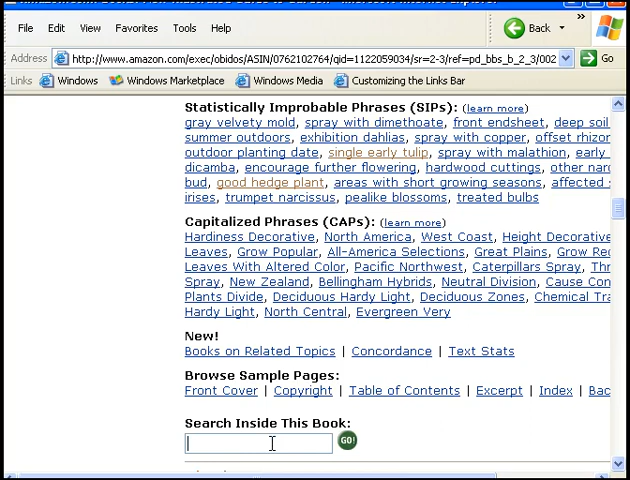 File Edit View Favorites Tools Help Back »
Address http://www.amazon.com/exec/obidos/ASIN/0762102764/qid=1122059034/sr=2-3/ref=pd_bbs_b_2_3/002 Go
Links Windows Windows Marketplace Windows Media Customizing the Links Bar
Statistically Improbable Phrases (SIPs): (learn more)
gray velvety mold, spray with dimethoate, front endsheet, deep soil
summer outdoors, exhibition dahlias, spray with copper, offset rhizon
outdoor planting date, single early tulip, spray with malathion, early
dicamba, encourage further flowering, hardwood cuttings, other nar
bud, good hedge plant, areas with short growing seasons, affected s
irises, trumpet narcissus, pealike blossoms, treated bulbs
Capitalized Phrases (CAPs): (learn more)
Hardiness Decorative, North America, West Coast, Height Decorative
Leaves, Grow Popular, All-America Selections, Great Plains, Grow Re
Leaves With Altered Color, Pacific Northwest, Caterpillars Spray, Thr
Spray, New Zealand, Bellingham Hybrids, Neutral Division, Cause Con
Plants Divide, Deciduous Hardy Light, Deciduous Zones, Chemical Tra
Hardy Light, North Central, Evergreen Very
New!
Books on Related Topics | Concordance | Text Stats
Browse Sample Pages:
Front Cover | Copyright | Table of Contents | Excerpt | Index | Bac
Search Inside This Book:
GO!